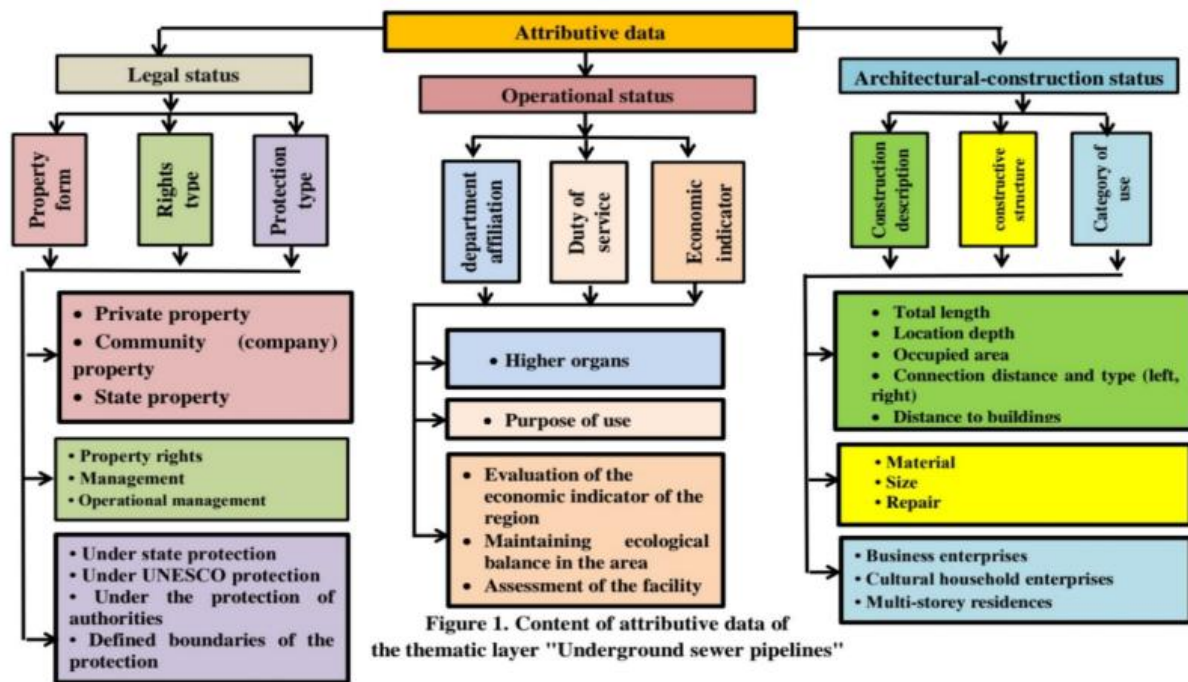 Attributive data
Legal status
Operational status
Architectural-construction status
Property
form
Rights
type
Protection
type
department
affiliation
Duty of
service
Economic
indicator
Construction
description
constructive
structure
Category of
use
• Private property
• Community (company)
property
• State property
• Property rights
• Management
• Operational management
• Under state protection
• Under UNESCO protection
• Under the protection of
authorities
• Defined boundaries of the
protection
• Higher organs
• Purpose of use
• Evaluation of the
economic indicator of the
region
• Maintaining ecological
balance in the area
• Assessment of the facility
• Total length
• Location depth
• Occupied area
• Connection distance and type (left,
right)
• Distance to buildings
• Material
• Size
• Repair
• Business enterprises
• Cultural household enterprises
• Multi-storey residences
Figure 1. Content of attributive data of
the thematic layer "Underground sewer pipelines"